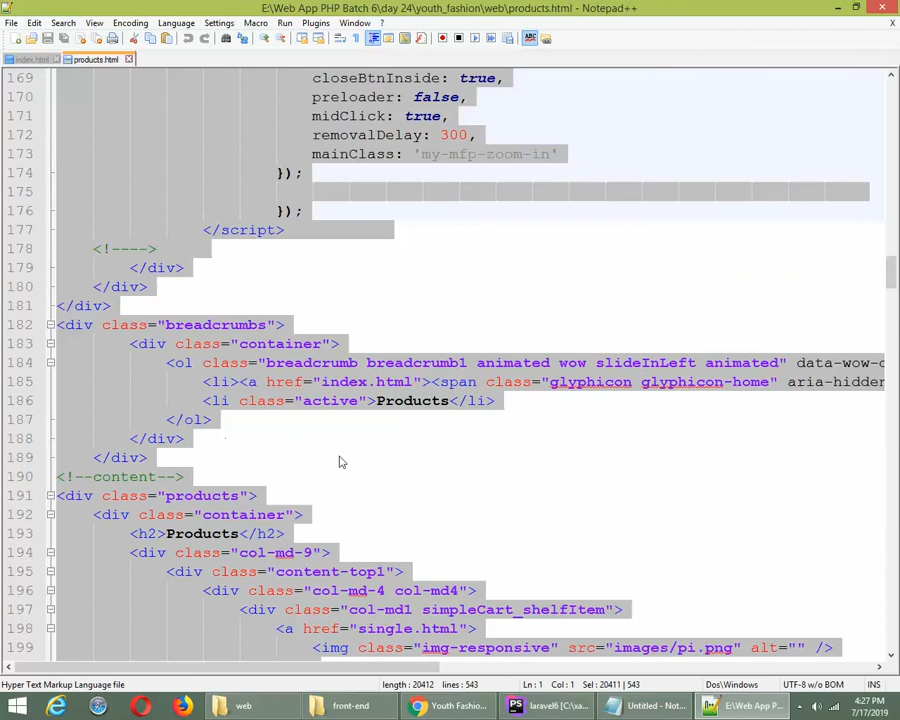 E:\Web App PHP Batch 6\day 24\youth_fashion\web\products.html - Notepad++
File Edit Search View Encoding Language Settings Macro Run Plugins Window ?
index.html products.html
169 closeBtnInside: true,
170 preloader: false,
171 midClick: true,
172 removalDelay: 300,
173 mainClass: 'my-mfp-zoom-in'
174 });
175
176 });
177 </script>
178 <!---->
179 </div>
180 </div>
181 </div>
182 <div class="breadcrumbs">
183 <div class="container">
184 <ol class="breadcrumb breadcrumb1 animated wow slideInLeft animated" data-wow-
185 <li><a href="index.html"><span class="glyphicon glyphicon-home" aria-hidden
186 <li class="active">Products</li>
187 </ol>
188 </div>
189 </div>
190 <!--content-->
191 <div class="products">
192 <div class="container">
193 <h2>Products</h2>
194 <div class="col-md-9">
195 <div class="content-top1">
196 <div class="col-md-4 col-md4">
197 <div class="col-md1 simpleCart_shelfItem">
198 <a href="single.html">
199 <img class="img-responsive" src="images/pi.png" alt="" />
Hyper Text Markup Language file length : 20412 lines : 543 Ln : 1 Col : 1 Sel : 20411 | 543 Dos\Windows UTF-8 w/o BOM INS
web front-end Youth Fashio... laravel6 [C:\xa... Untitled - Note... E:\Web App P... 4:27 PM
7/17/2019